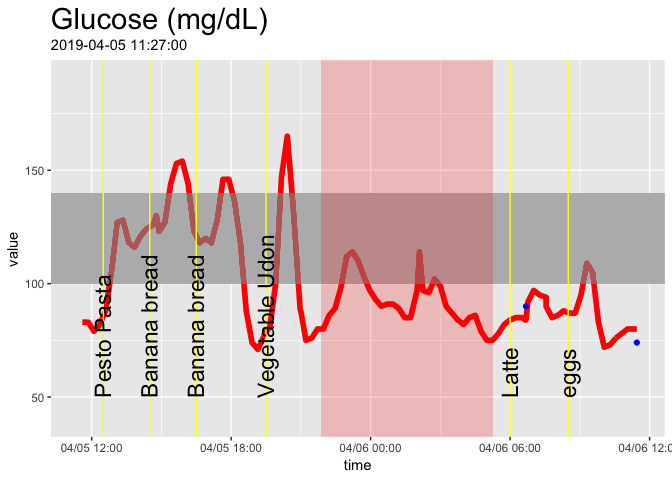 Glucose (mg/dL)
2019-04-05 11:27:00
value
150
100
50
Pesto Pasta
Banana bread
Banana bread
Vegetable Udon
Latte
eggs
04/05 12:00
04/05 18:00
04/06 00:00
04/06 06:00
04/06 12:0
time